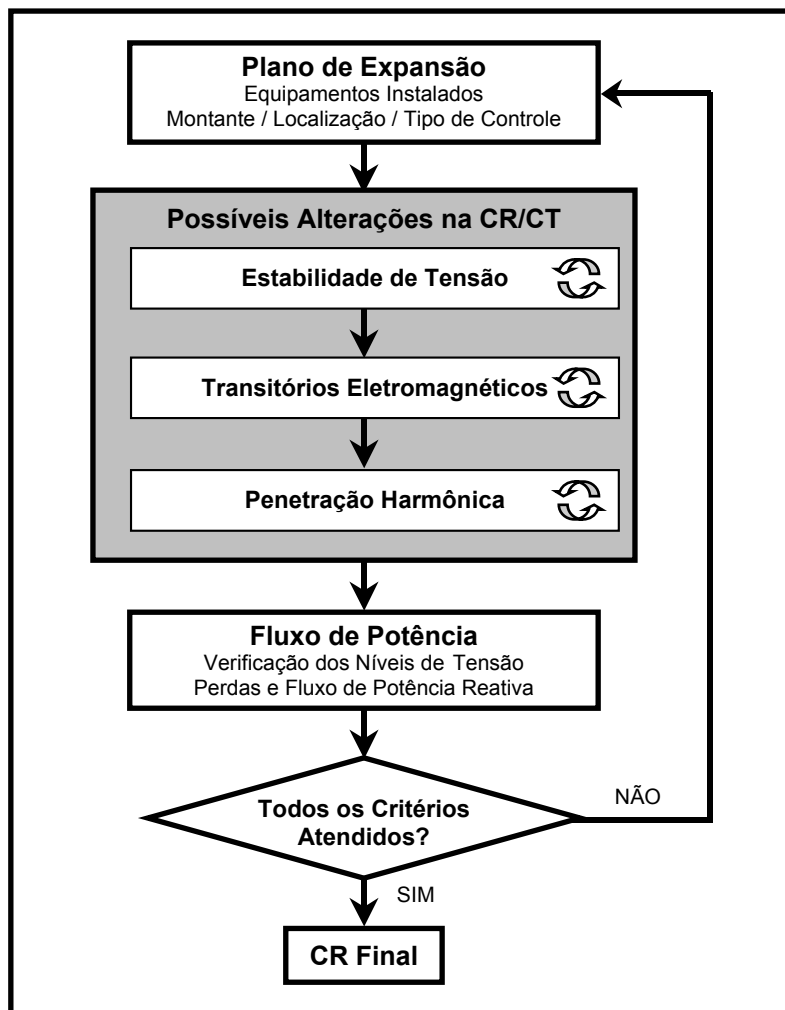 Plano de Expansão
Equipamentos Instalados
Montante / Localização / Tipo de Controle
Possíveis Alterações na CR/CT
Estabilidade de Tensão
Transitórios Eletromagnéticos
Penetração Harmônica
Fluxo de Potência
Verificação dos Níveis de Tensão
Perdas e Fluxo de Potência Reativa
Todos os Critérios
Atendidos?
NÃO
SIM
CR Final